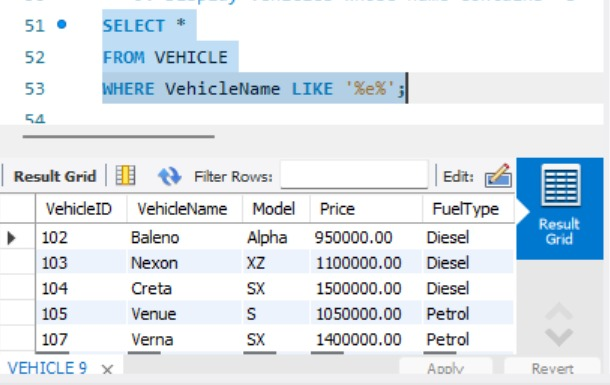 51 SELECT *
52 FROM VEHICLE
53 WHERE VehicleName LIKE '%e%';
54
Result Grid Filter Rows: Edit:
VehicleID VehicleName Model Price FuelType
102 Baleno Alpha 950000.00 Diesel
103 Nexon XZ 1100000.00 Diesel
104 Creta SX 1500000.00 Diesel
105 Venue S 1050000.00 Petrol
107 Verna SX 1400000.00 Petrol
Result
Grid
VEHICLE 9 Apply Revert